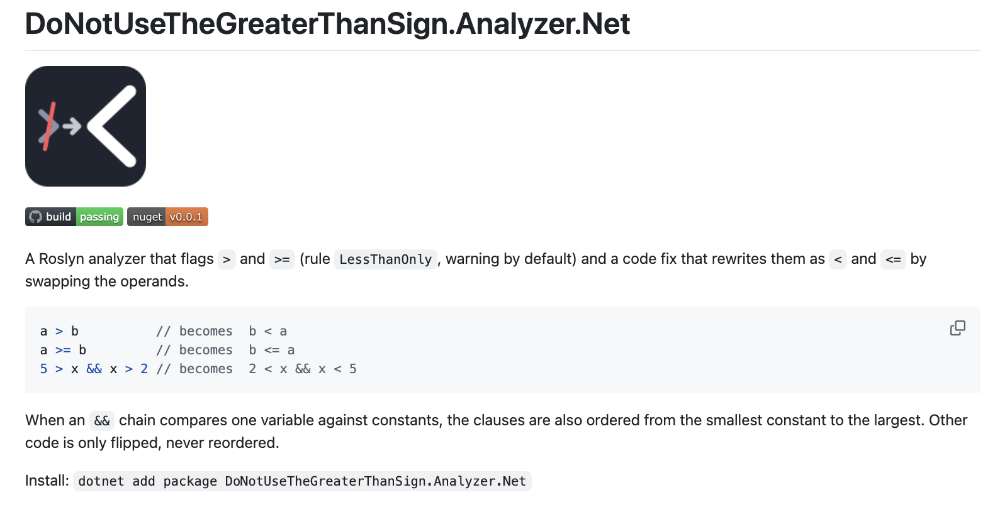 DoNotUseTheGreaterThanSign.Analyzer.Net
build passing nuget v0.0.1
A Roslyn analyzer that flags > and >= (rule LessThanOnly, warning by default) and a code fix that rewrites them as < and <= by
swapping the operands.
a > b          // becomes  b < a
a >= b         // becomes  b <= a
5 > x && x > 2 // becomes  2 < x && x < 5
When an && chain compares one variable against constants, the clauses are also ordered from the smallest constant to the largest. Other
code is only flipped, never reordered.
Install: dotnet add package DoNotUseTheGreaterThanSign.Analyzer.Net